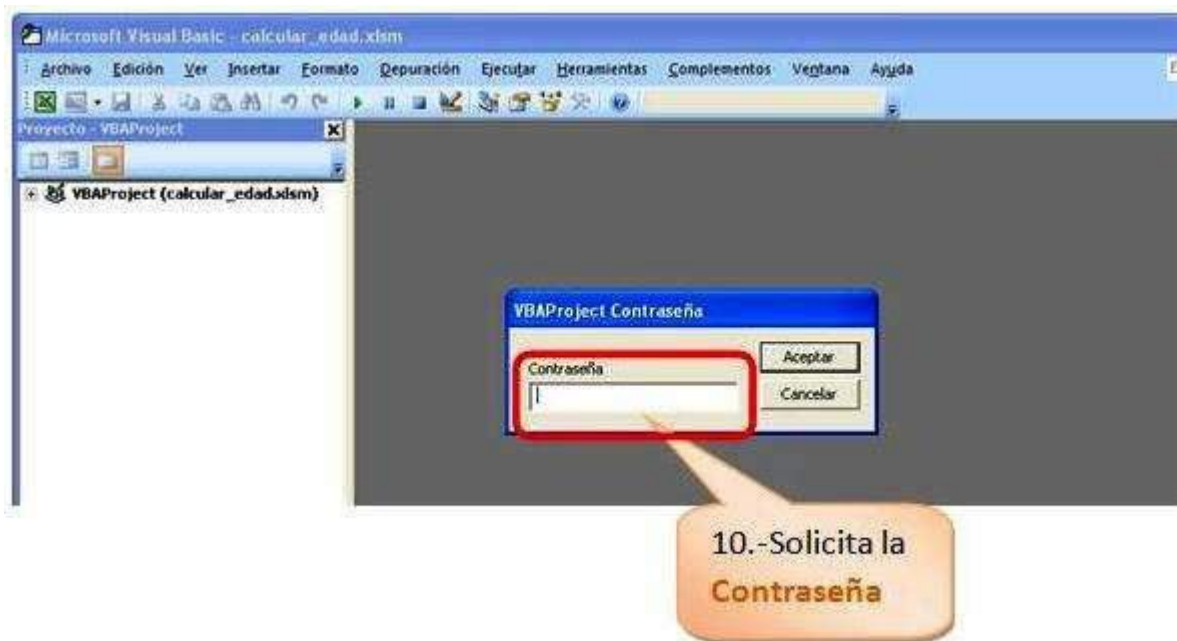 Microsoft Visual Basic - calcular_edad.xlsm
Archivo Edición Ver Insertar Formato Depuración Ejecutar Herramientas Complementos Ventana Ayuda
Proyecto - VBAProject
VBAProject (calcular_edad.xlsm)
VBAProject Contraseña
Contraseña
Aceptar
Cancelar
10.-Solicita la
Contraseña